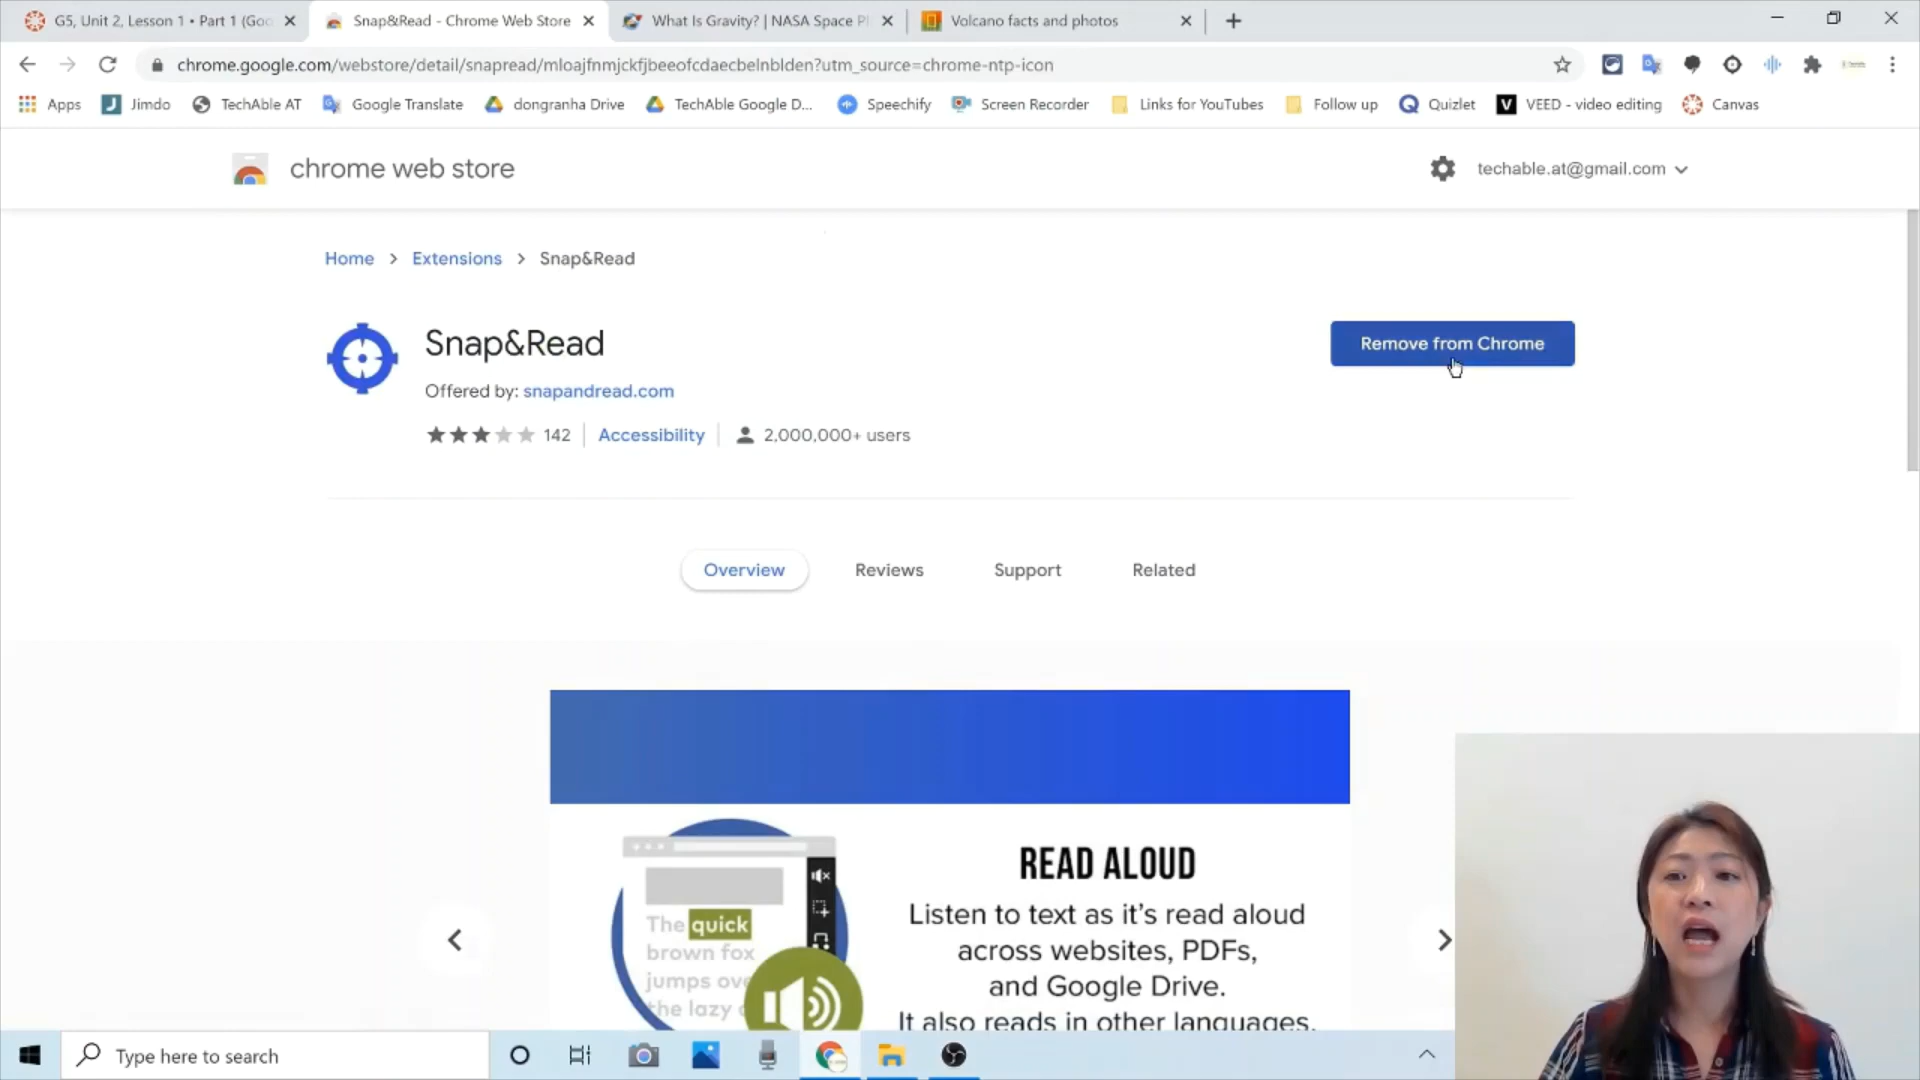 G5, Unit 2, Lesson 1 • Part 1 (Goo
Snap&Read - Chrome Web Store
What Is Gravity? | NASA Space Pl
Volcano facts and photos
chrome.google.com/webstore/detail/snapread/mloajfnmjckfjbeeofcdaecbelnblden?utm_source=chrome-ntp-icon
Apps
Jimdo
TechAble AT
Google Translate
dongranha Drive
TechAble Google D...
Speechify
Screen Recorder
Links for YouTubes
Follow up
Quizlet
VEED - video editing
Canvas
chrome web store
techable.at@gmail.com
Home > Extensions > Snap&Read
Snap&Read
Remove from Chrome
Offered by: snapandread.com
142
Accessibility
2,000,000+ users
Overview
Reviews
Support
Related
READ ALOUD
Listen to text as it's read aloud
across websites, PDFs,
and Google Drive.
It also reads in other languages.
The quick
brown fox
jumps ove
the lazy
Type here to search